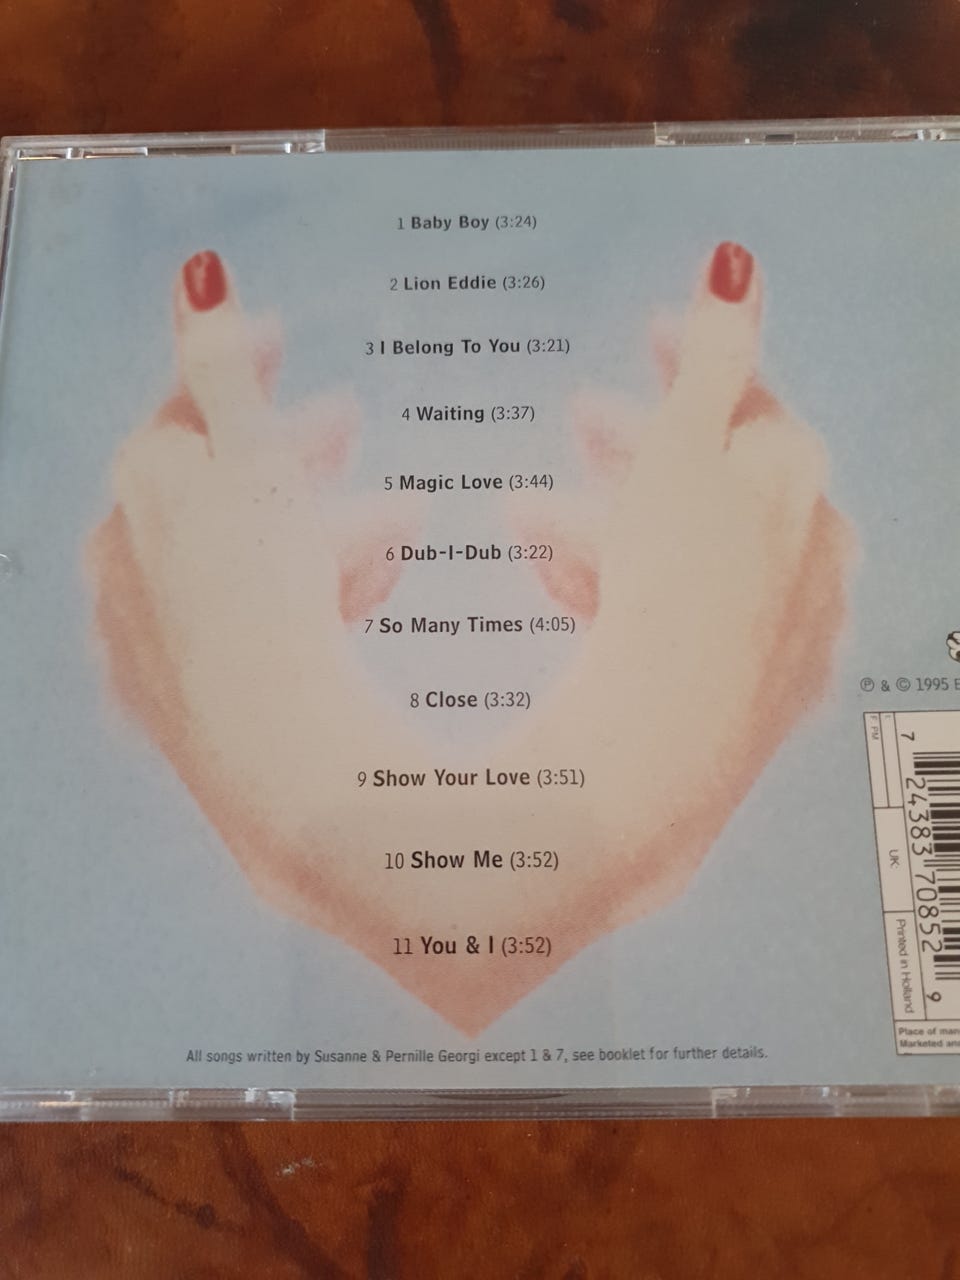 1 Baby Boy (3:24)
2 Lion Eddie (3:26)
3 I Belong To You (3:21)
4 Waiting (3:37)
5 Magic Love (3:44)
6 Dub-I-Dub (3:22)
7 So Many Times (4:05)
8 Close (3:32)
9 Show Your Love (3:51)
10 Show Me (3:52)
11 You & I (3:52)
All songs written by Susanne & Pernille Georgi except 1 & 7, see booklet for further details.
℗ & © 1995
F: PM
UK:
Printed in Holland
7 24383 70852 9
Place of
Marketed